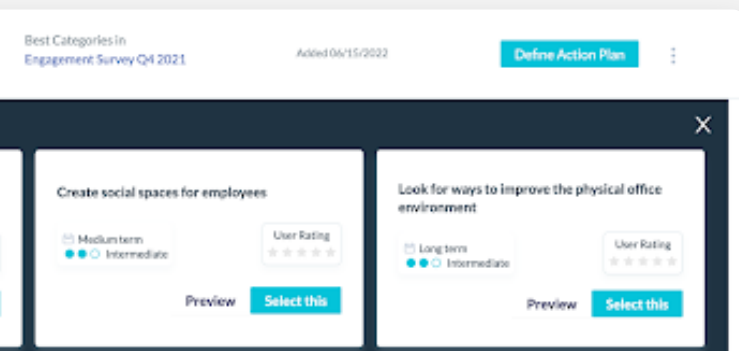 Best Categories in
Engagement Survey Q4 2021
Added 06/15/2022
Define Action Plan
Create social spaces for employees
Medium term
Intermediate
User Rating
Preview
Select this
Look for ways to improve the physical office
environment
Long term
Intermediate
User Rating
Preview
Select this